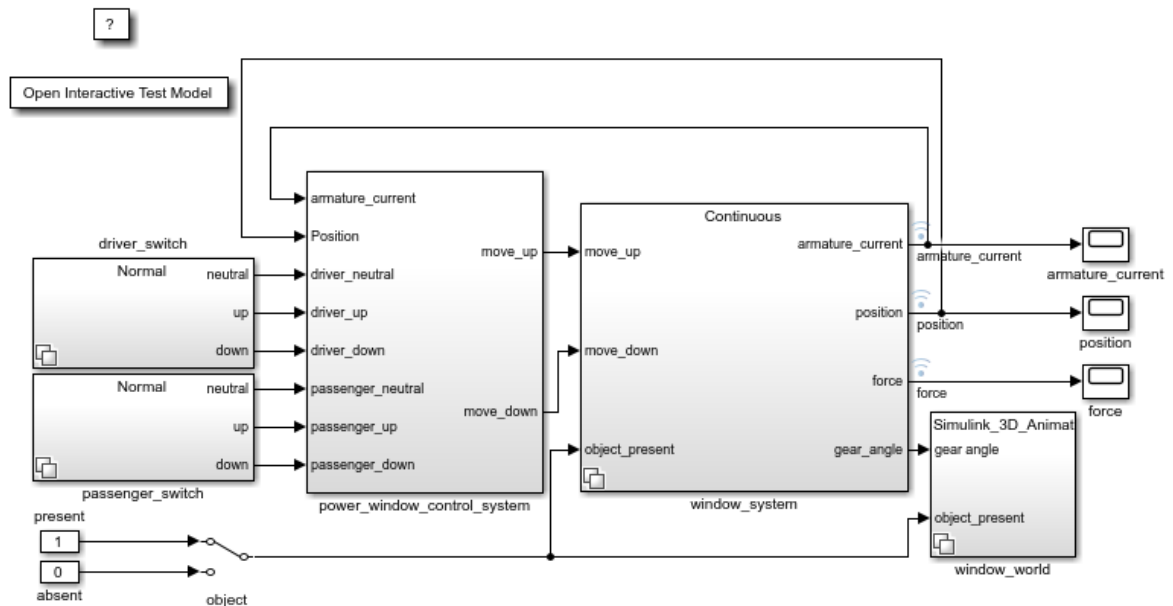 ?
Open Interactive Test Model
driver_switch
Normal
neutral
up
down
Normal
neutral
up
down
passenger_switch
armature_current
Position
driver_neutral
driver_up
driver_down
passenger_neutral
passenger_up
passenger_down
move_up
move_down
power_window_control_system
Continuous
move_up
move_down
object_present
armature_current
position
force
gear_angle
window_system
armature_current
position
force
armature_current
position
force
Simulink_3D_Animat
gear angle
object_present
window_world
present
1
0
absent
object